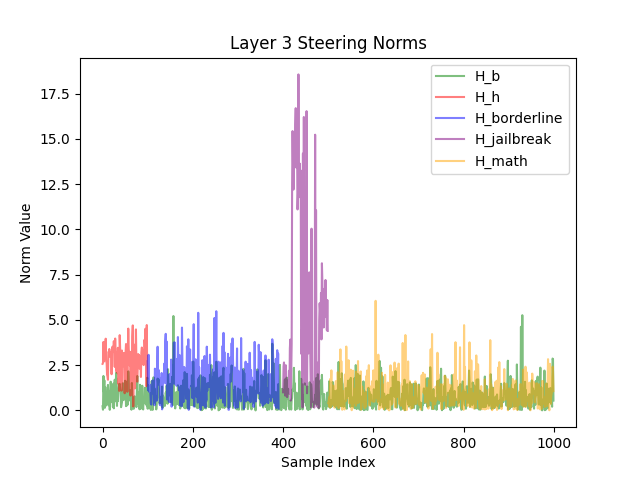 Layer 3 Steering Norms
H_b
H_h
H_borderline
H_jailbreak
H_math
Norm Value
17.5
15.0
12.5
10.0
7.5
5.0
2.5
0.0
0 200 400 600 800 1000
Sample Index